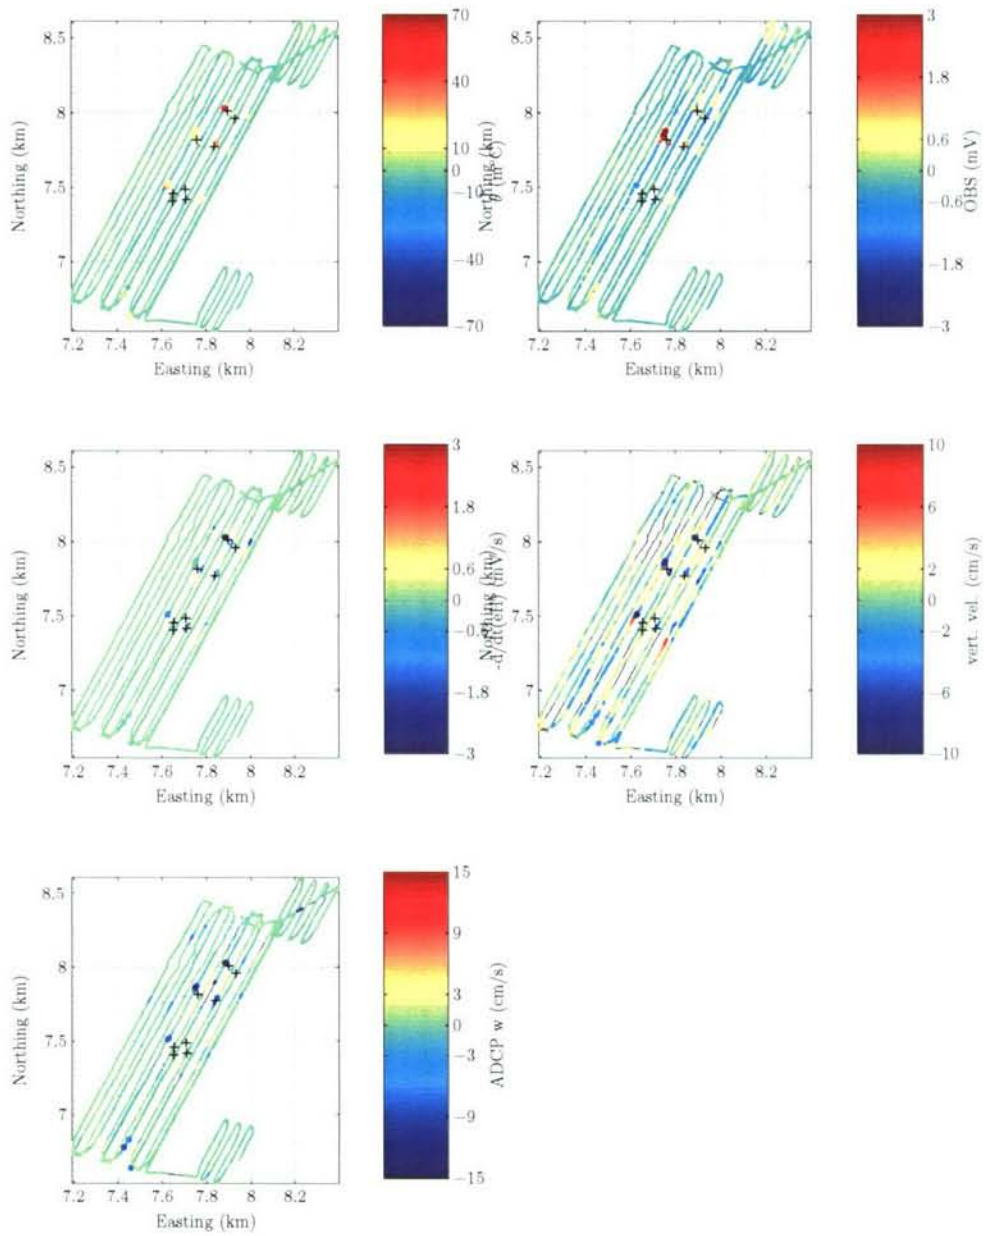 8.5
8
7.5
7
Northing (km)
7.2 7.4 7.6 7.8 8 8.2
Easting (km)
70
40
10
0
−10
−40
−70
(m°C)
Northing (km)
8.5
8
7.5
7
7.2 7.4 7.6 7.8 8 8.2
Easting (km)
3
1.8
0.6
0
−0.6
−1.8
−3
OBS (mV)
8.5
8
7.5
7
Northing (km)
7.2 7.4 7.6 7.8 8 8.2
Easting (km)
3
1.8
0.6
0
−0.6
−1.8
−3
-d/dt(eH) (mV/s)
Northing (km)
8.5
8
7.5
7
7.2 7.4 7.6 7.8 8 8.2
Easting (km)
10
6
2
0
−2
−6
−10
vert. vel. (cm/s)
8.5
8
7.5
7
Northing (km)
7.2 7.4 7.6 7.8 8 8.2
Easting (km)
15
9
3
0
−3
−9
−15
ADCP w (cm/s)